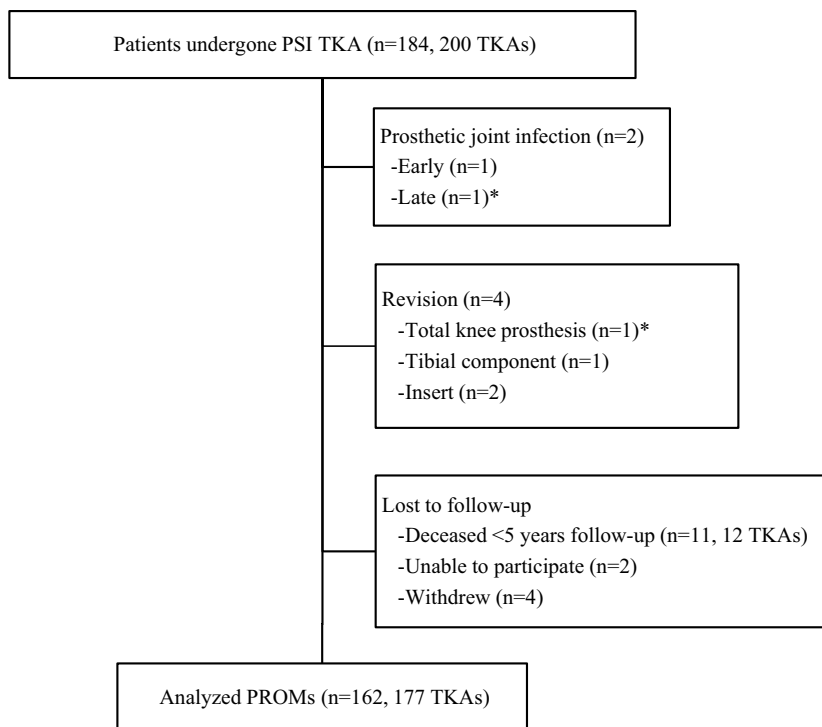 Patients undergone PSI TKA (n=184, 200 TKAs)
Prosthetic joint infection (n=2)
-Early (n=1)
-Late (n=1)*
Revision (n=4)
-Total knee prosthesis (n=1)*
-Tibial component (n=1)
-Insert (n=2)
Lost to follow-up
-Deceased <5 years follow-up (n=11, 12 TKAs)
-Unable to participate (n=2)
-Withdrew (n=4)
Analyzed PROMs (n=162, 177 TKAs)